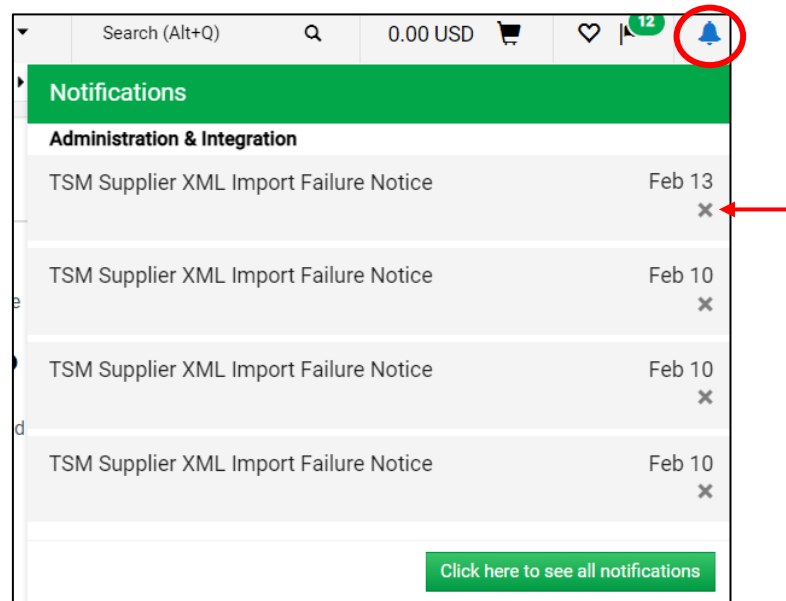 Search (Alt+Q) 0.00 USD 12
Notifications
Administration & Integration
TSM Supplier XML Import Failure Notice Feb 13
TSM Supplier XML Import Failure Notice Feb 10
e
TSM Supplier XML Import Failure Notice Feb 10
d
TSM Supplier XML Import Failure Notice Feb 10
Click here to see all notifications